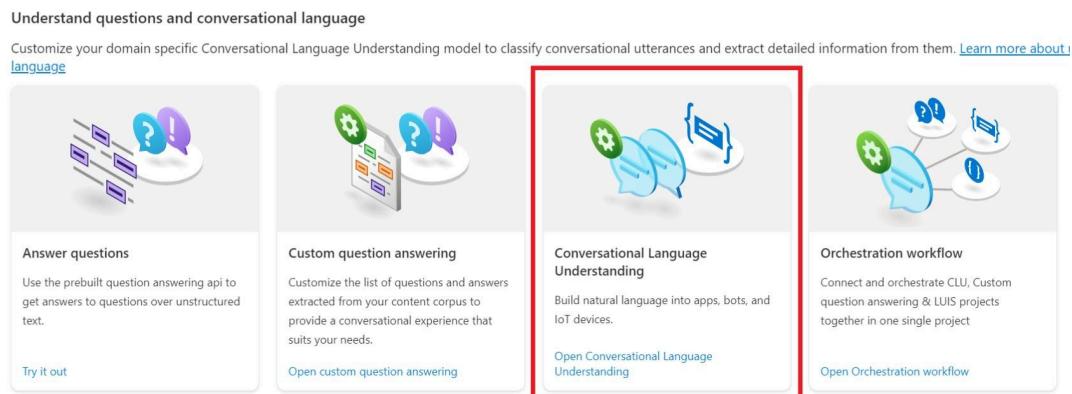 Understand questions and conversational language
Customize your domain specific Conversational Language Understanding model to classify conversational utterances and extract detailed information from them. Learn more about
language
Answer questions
Use the prebuilt question answering api to
get answers to questions over unstructured
text.
Try it out
Custom question answering
Customize the list of questions and answers
extracted from your content corpus to
provide a conversational experience that
suits your needs.
Open custom question answering
Conversational Language
Understanding
Build natural language into apps, bots, and
IoT devices.
Open Conversational Language
Understanding
Orchestration workflow
Connect and orchestrate CLU, Custom
question answering & LUIS projects
together in one single project
Open Orchestration workflow